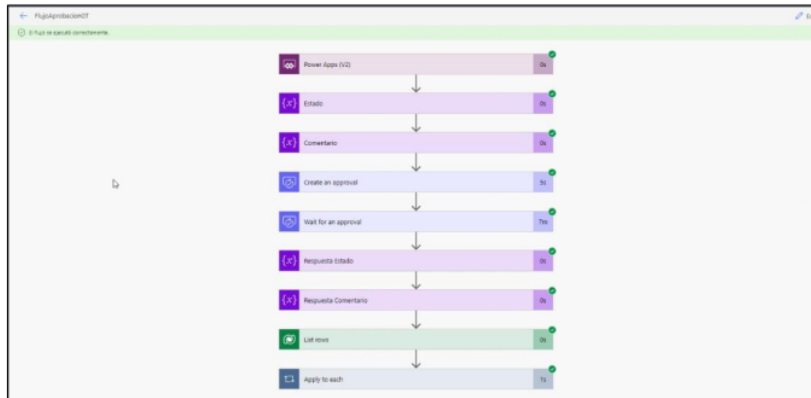 FlujoAprobacion07
El flujo se ejecutó correctamente.
Power Apps (V2)
0s
{x} Estado
0s
{x} Comentario
0s
Create an approval
5s
Wait for an approval
7m
{x} Respuesta Estado
0s
{x} Respuesta Comentario
0s
List rows
0s
Apply to each
1s